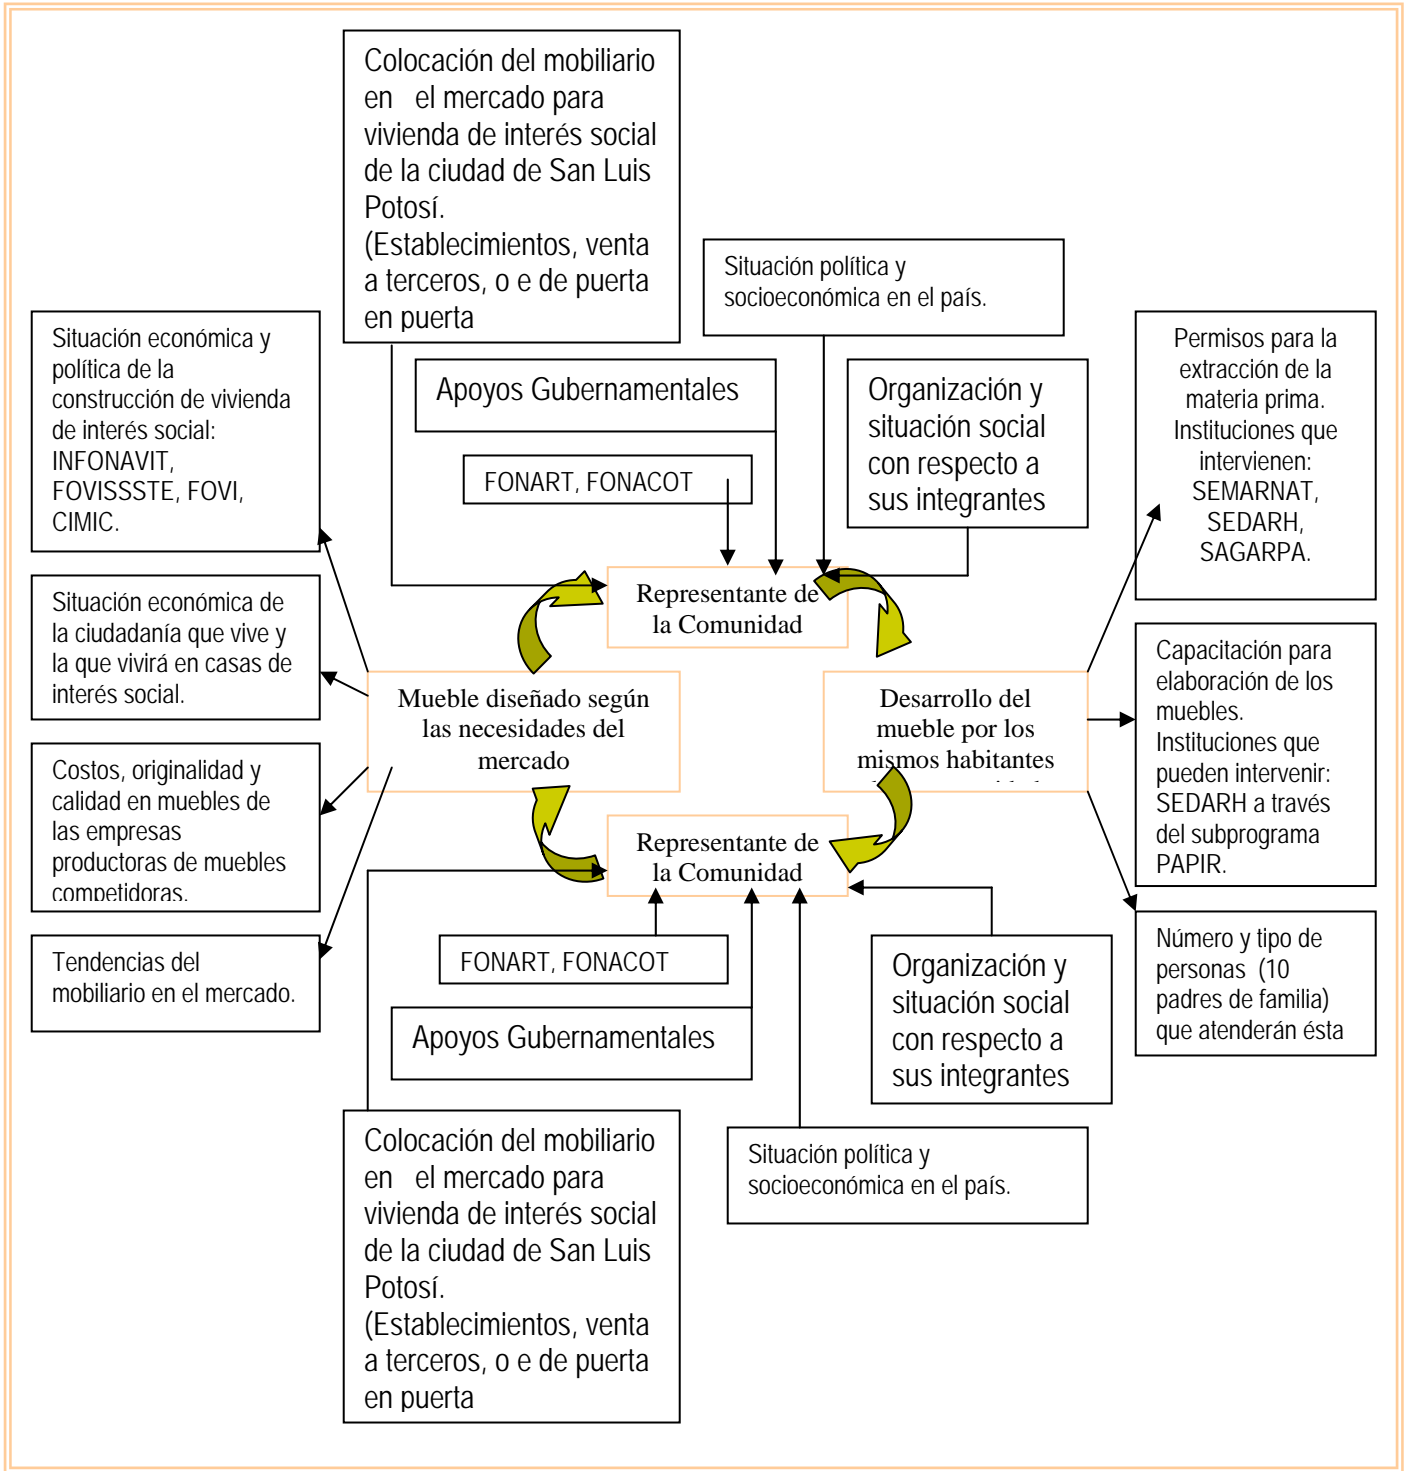 Colocación del mobiliario
en el mercado para
vivienda de interés social
de la ciudad de San Luis
Potosí.
(Establecimientos, venta
a terceros, o e de puerta
en puerta
Situación política y
socioeconómica en el país.
Situación económica y
política de la
construcción de vivienda
de interés social:
INFONAVIT,
FOVISSSTE, FOVI,
CIMIC.
Apoyos Gubernamentales
Organización y
situación social
con respecto a
sus integrantes
Permisos para la
extracción de la
materia prima.
Instituciones que
intervienen:
SEMARNAT,
SEDARH,
SAGARPA.
FONART, FONACOT
Representante de
la Comunidad
Situación económica de
la ciudadanía que vive y
la que vivirá en casas de
interés social.
Mueble diseñado según
las necesidades del
mercado
Desarrollo del
mueble por los
mismos habitantes
Capacitación para
elaboración de los
muebles.
Instituciones que
pueden intervenir:
SEDARH a través
del subprograma
PAPIR.
Costos, originalidad y
calidad en muebles de
las empresas
productoras de muebles
competidoras.
Representante de
la Comunidad
Tendencias del
mobiliario en el mercado.
FONART, FONACOT
Organización y
situación social
con respecto a
sus integrantes
Número y tipo de
personas (10
padres de familia)
que atenderán ésta
Apoyos Gubernamentales
Colocación del mobiliario
en el mercado para
vivienda de interés social
de la ciudad de San Luis
Potosí.
(Establecimientos, venta
a terceros, o e de puerta
en puerta
Situación política y
socioeconómica en el país.